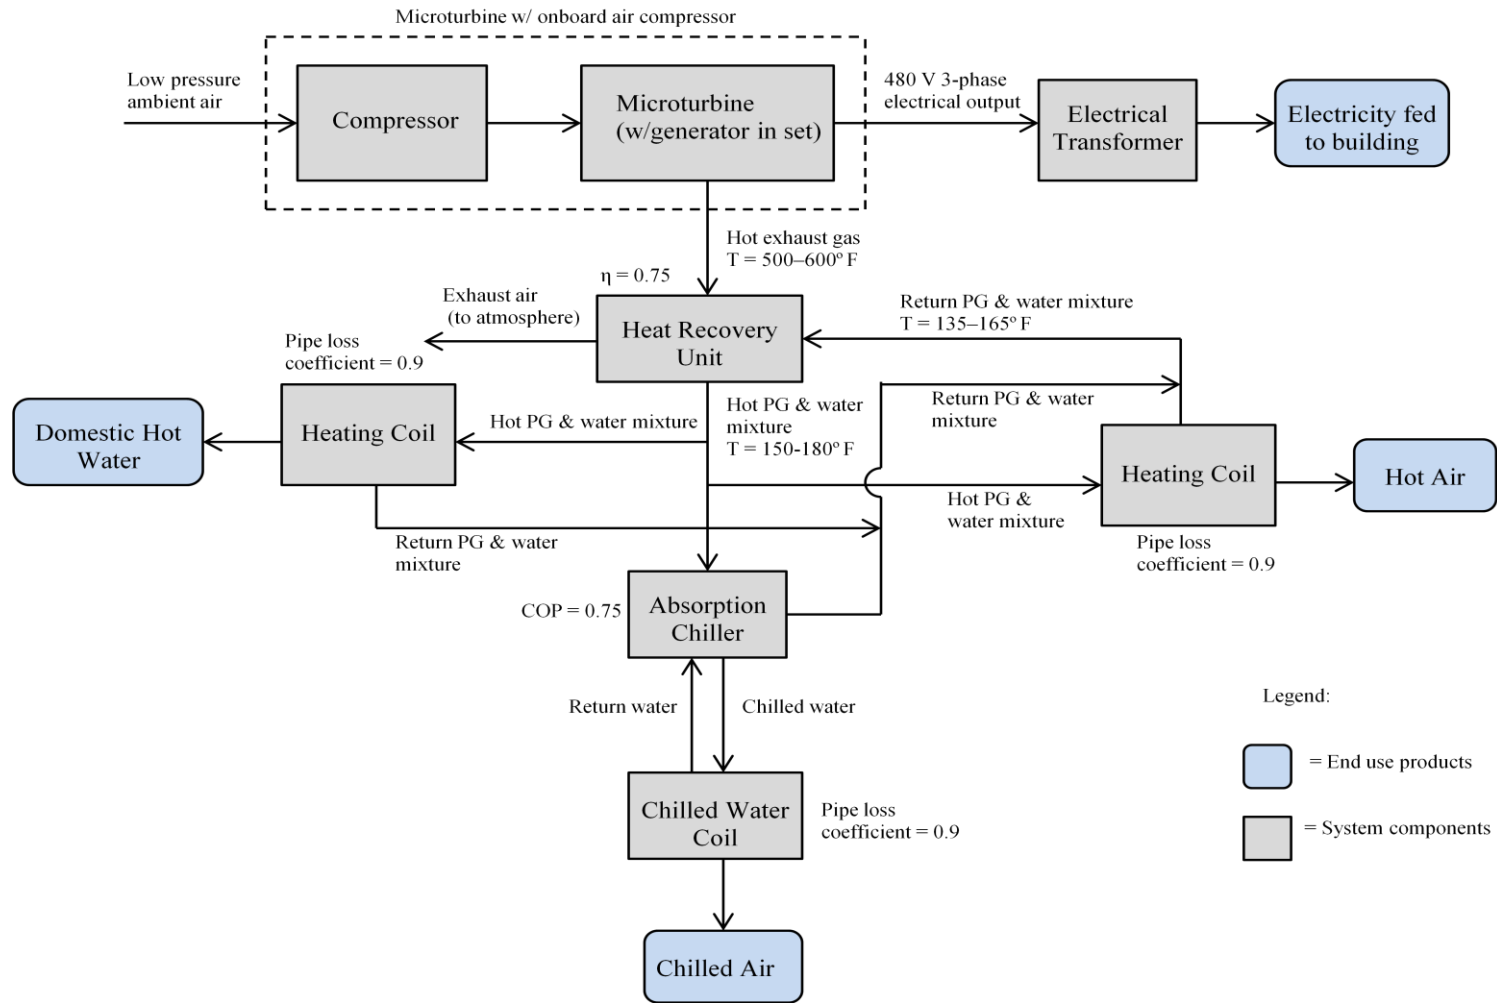 Microturbine w/ onboard air compressor
Low pressure
ambient air
Compressor
Microturbine
(w/generator in set)
480 V 3-phase
electrical output
Electrical
Transformer
Electricity fed
to building
Hot exhaust gas
T = 500–600º F
η = 0.75
Exhaust air
(to atmosphere)
Heat Recovery
Unit
Return PG & water mixture
T = 135–165º F
Pipe loss
coefficient = 0.9
Domestic Hot
Water
Heating Coil
Hot PG & water mixture
Hot PG & water
mixture
T = 150-180º F
Return PG & water
mixture
Heating Coil
Hot Air
Hot PG &
water mixture
Return PG & water
mixture
Pipe loss
coefficient = 0.9
COP = 0.75
Absorption
Chiller
Return water
Chilled water
Legend:
= End use products
Chilled Water
Coil
Pipe loss
coefficient = 0.9
= System components
Chilled Air